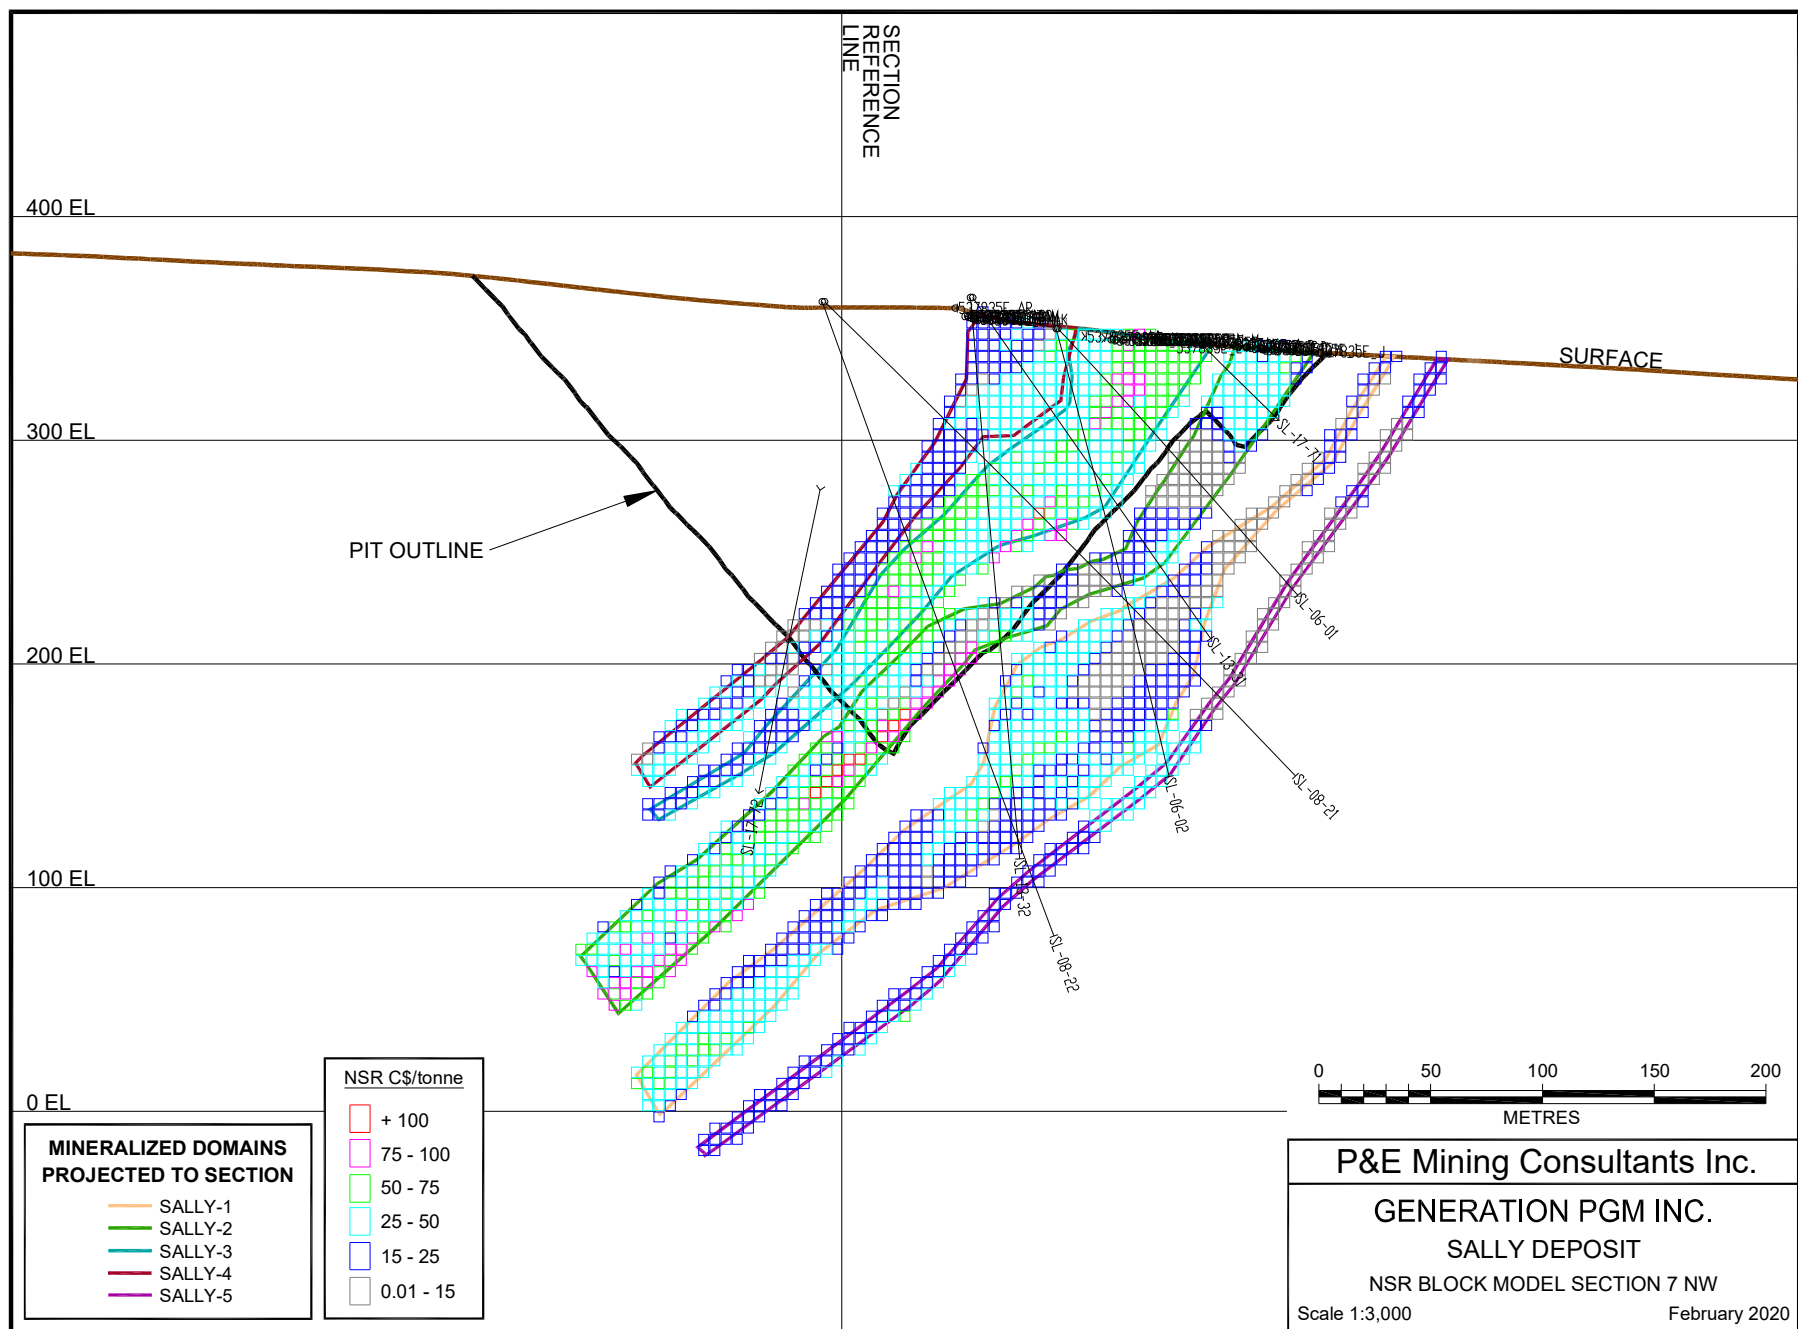 SECTION
REFERENCE
LINE
400 EL
300 EL
200 EL
100 EL
0 EL
SURFACE
PIT OUTLINE
SL-17-71
SL-06-01
SL-13-31
SL-08-21
SL-06-02
SL-08-22
SL-17-72
NSR C$/tonne
+ 100
75 - 100
50 - 75
25 - 50
15 - 25
0.01 - 15
MINERALIZED DOMAINS
PROJECTED TO SECTION
SALLY-1
SALLY-2
SALLY-3
SALLY-4
SALLY-5
0 50 100 150 200
METRES
P&E Mining Consultants Inc.
GENERATION PGM INC.
SALLY DEPOSIT
NSR BLOCK MODEL SECTION 7 NW
Scale 1:3,000 February 2020